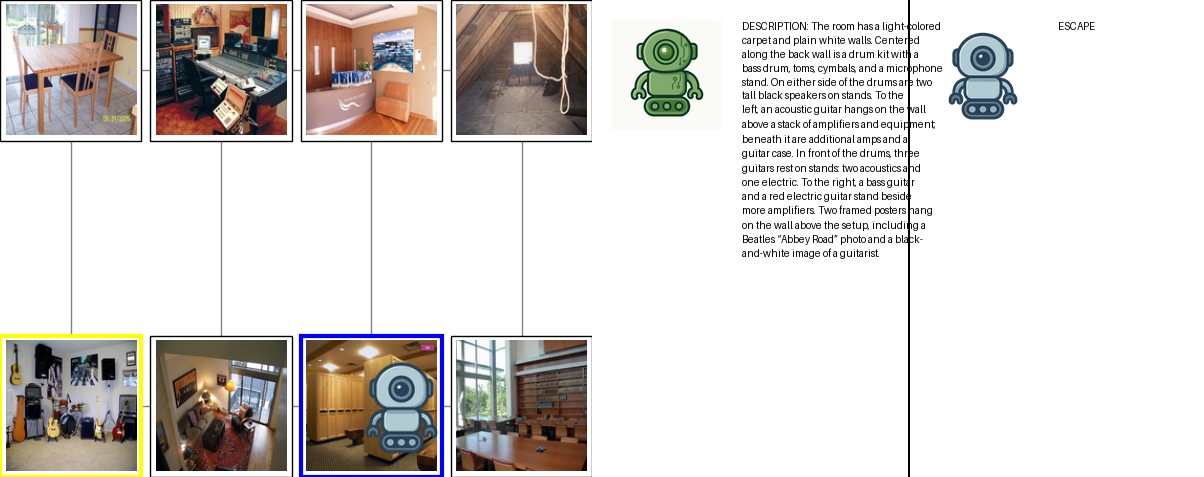 DESCRIPTION: The room has a light-colored
carpet and plain white walls. Centered
along the back wall is a drum kit with a
bass drum, toms, cymbals, and a microphone
stand. On either side of the drums are two
tall black speakers on stands. To the
left, an acoustic guitar hangs on the wall
above a stack of amplifiers and equipment;
beneath it are additional amps and a
guitar case. In front of the drums, three
guitars rest on stands: two acoustics and
one electric. To the right, a bass guitar
and a red electric guitar stand beside
more amplifiers. Two framed posters hang
on the wall above the setup, including a
Beatles “Abbey Road” photo and a black-
and-white image of a guitarist.
ESCAPE